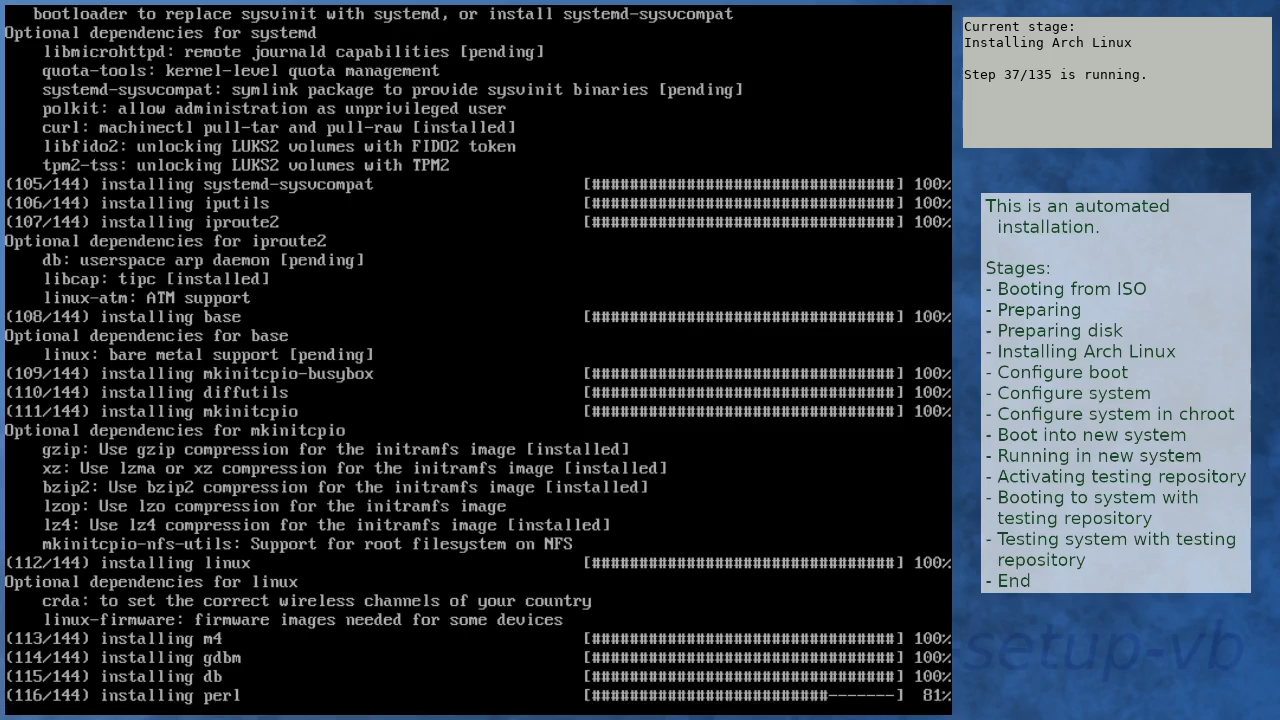 bootloader to replace sysvinit with systemd, or install systemd-sysvcompat
Optional dependencies for systemd
libmicrohttpd: remote journald capabilities [pending]
quota-tools: kernel-level quota management
systemd-sysvcompat: symlink package to provide sysvinit binaries [pending]
polkit: allow administration as unprivileged user
curl: machinectl pull-tar and pull-raw [installed]
libfido2: unlocking LUKS2 volumes with FIDO2 token
tpm2-tss: unlocking LUKS2 volumes with TPM2
(105/144) installing systemd-sysvcompat [################################] 100%
(106/144) installing iputils [################################] 100%
(107/144) installing iproute2 [################################] 100%
Optional dependencies for iproute2
db: userspace arp daemon [pending]
libcap: tipc [installed]
linux-atm: ATM support
(108/144) installing base [################################] 100%
Optional dependencies for base
linux: bare metal support [pending]
(109/144) installing mkinitcpio-busybox [################################] 100%
(110/144) installing diffutils [################################] 100%
(111/144) installing mkinitcpio [################################] 100%
Optional dependencies for mkinitcpio
gzip: Use gzip compression for the initramfs image [installed]
xz: Use lzma or xz compression for the initramfs image [installed]
bzip2: Use bzip2 compression for the initramfs image [installed]
lzop: Use lzo compression for the initramfs image
lz4: Use lz4 compression for the initramfs image [installed]
mkinitcpio-nfs-utils: Support for root filesystem on NFS
(112/144) installing linux [################################] 100%
Optional dependencies for linux
crda: to set the correct wireless channels of your country
linux-firmware: firmware images needed for some devices
(113/144) installing m4 [################################] 100%
(114/144) installing gdbm [################################] 100%
(115/144) installing db [################################] 100%
(116/144) installing perl [#########################-------] 81%
Current stage:
Installing Arch Linux
Step 37/135 is running.
This is an automated
installation.
Stages:
- Booting from ISO
- Preparing
- Preparing disk
- Installing Arch Linux
- Configure boot
- Configure system
- Configure system in chroot
- Boot into new system
- Running in new system
- Activating testing repository
- Booting to system with
testing repository
- Testing system with testing
repository
- End
setup-vb